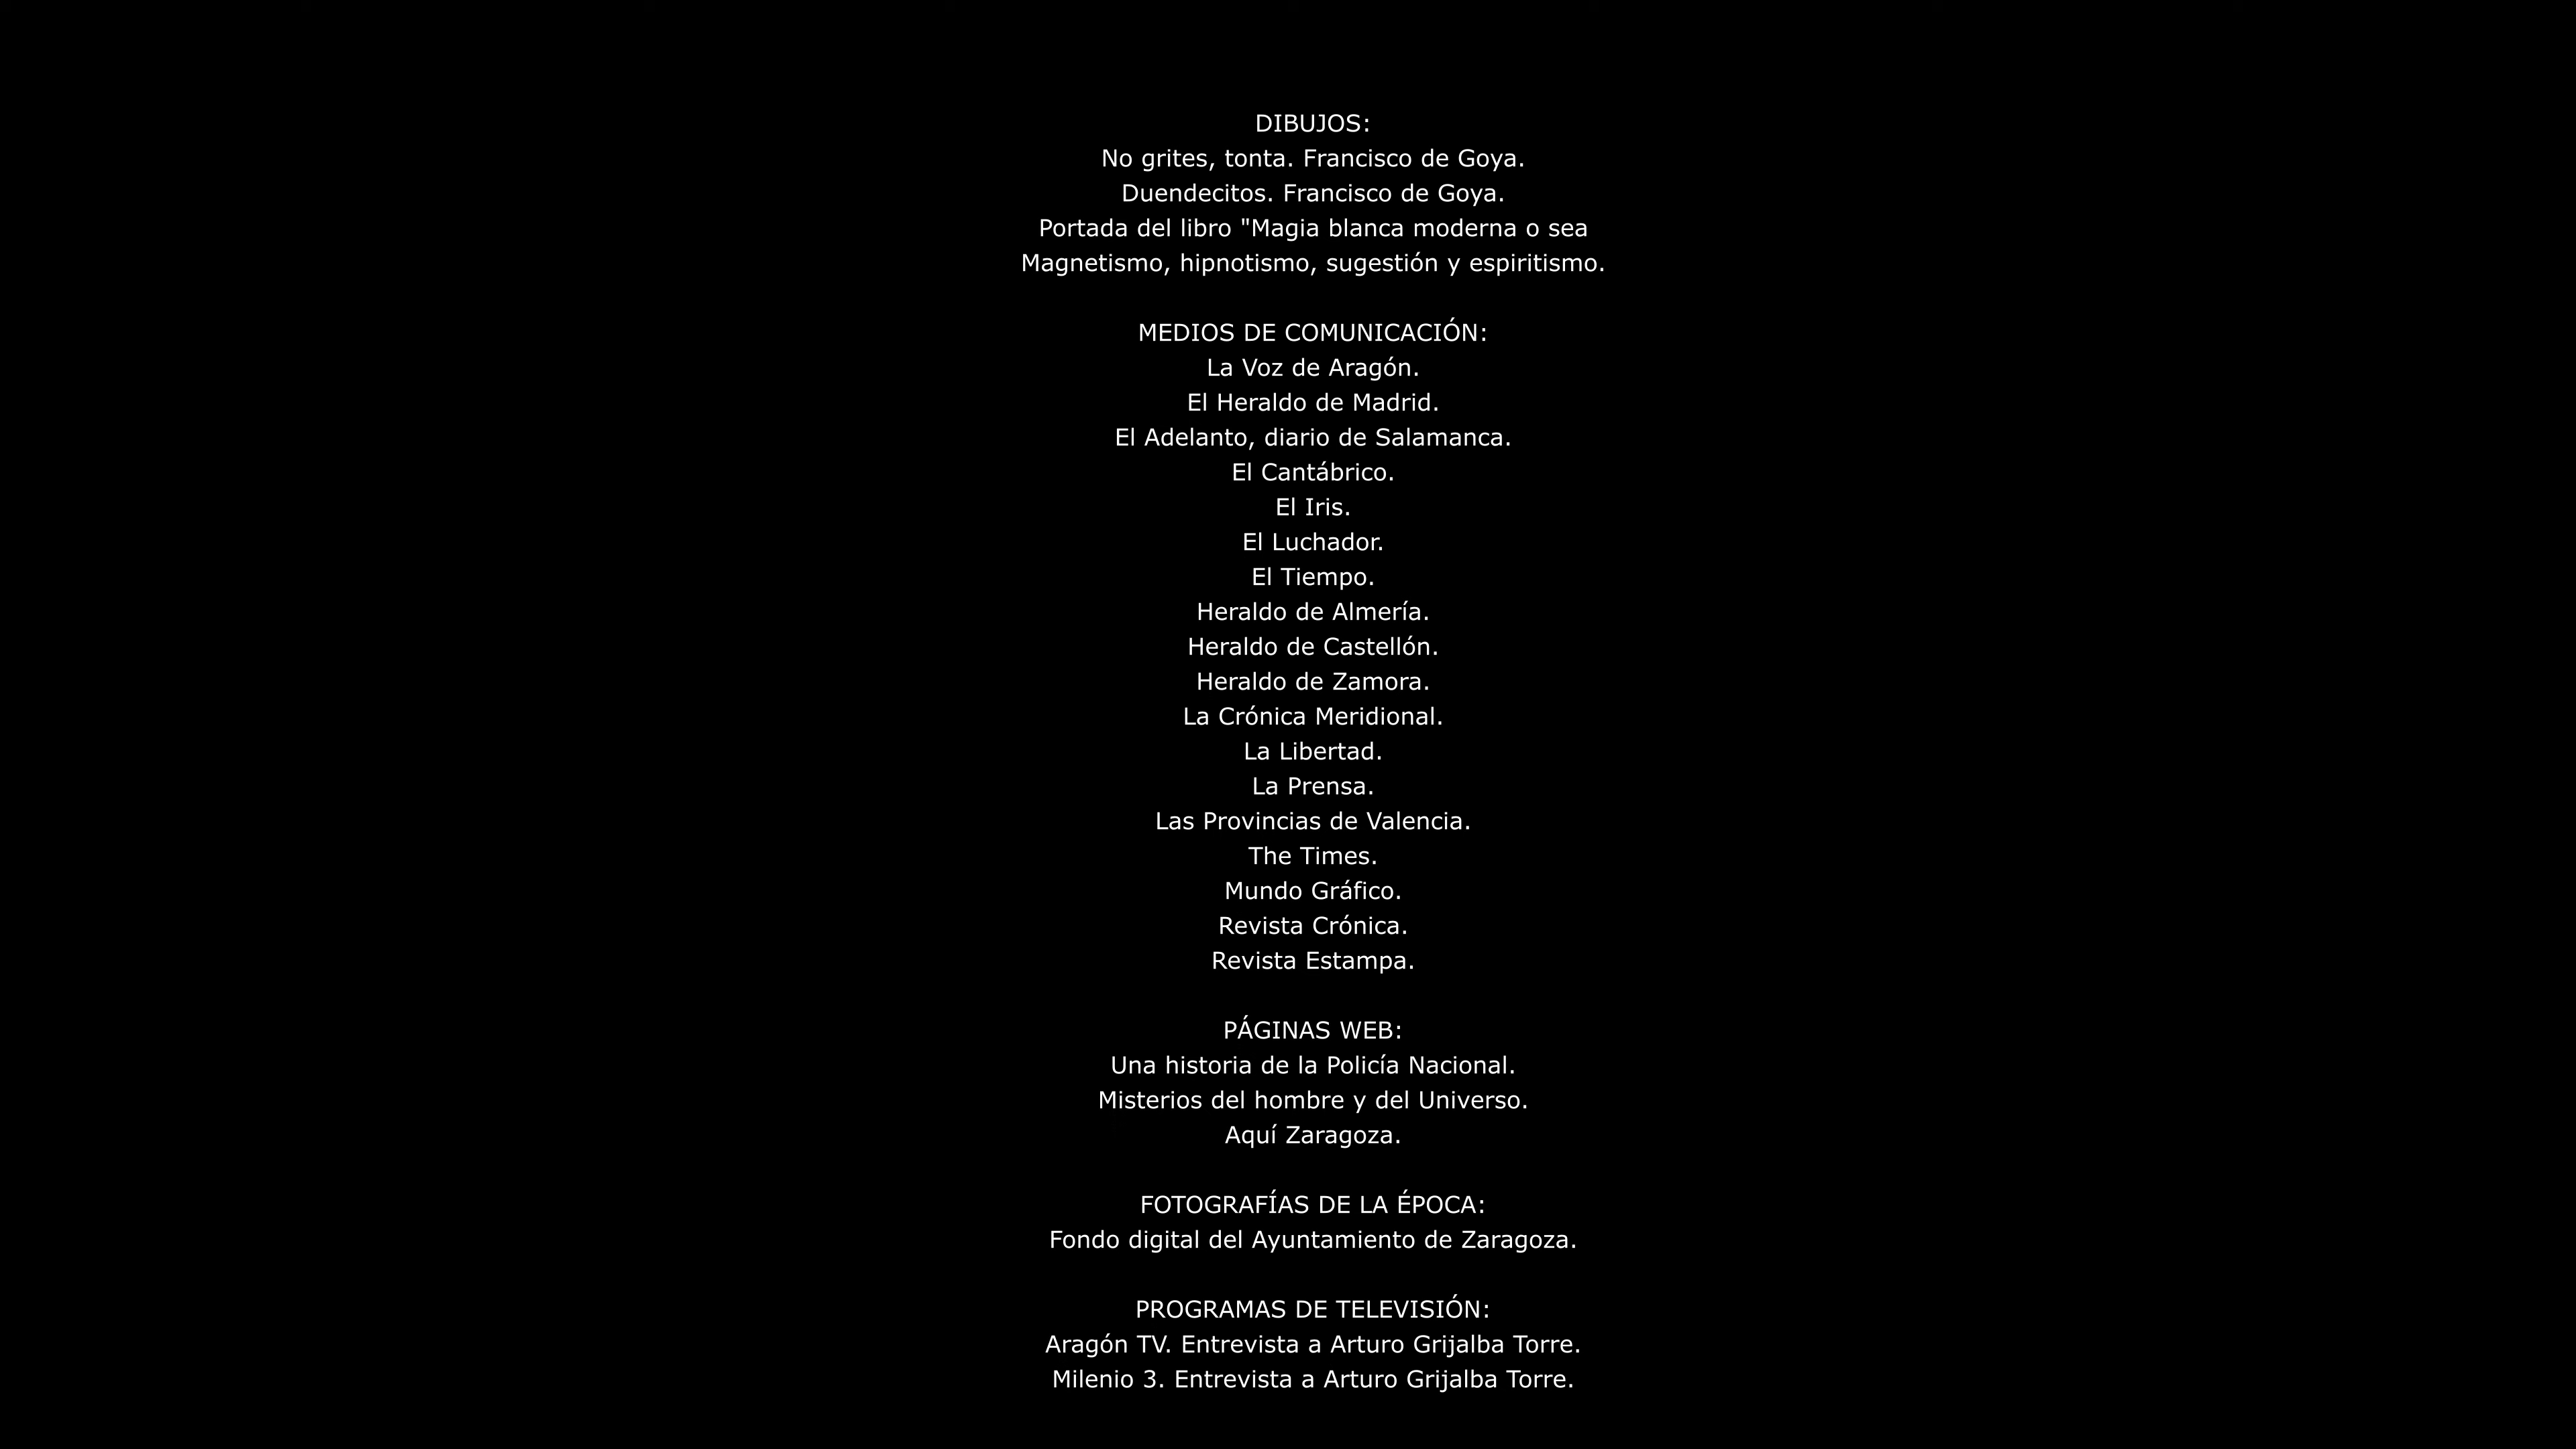 DIBUJOS:
No grites, tonta. Francisco de Goya.
Duendecitos. Francisco de Goya.
Portada del libro "Magia blanca moderna o sea
Magnetismo, hipnotismo, sugestión y espiritismo.
MEDIOS DE COMUNICACIÓN:
La Voz de Aragón.
El Heraldo de Madrid.
El Adelanto, diario de Salamanca.
El Cantábrico.
El Iris.
El Luchador.
El Tiempo.
Heraldo de Almería.
Heraldo de Castellón.
Heraldo de Zamora.
La Crónica Meridional.
La Libertad.
La Prensa.
Las Provincias de Valencia.
The Times.
Mundo Gráfico.
Revista Crónica.
Revista Estampa.
PÁGINAS WEB:
Una historia de la Policía Nacional.
Misterios del hombre y del Universo.
Aquí Zaragoza.
FOTOGRAFÍAS DE LA ÉPOCA:
Fondo digital del Ayuntamiento de Zaragoza.
PROGRAMAS DE TELEVISIÓN:
Aragón TV. Entrevista a Arturo Grijalba Torre.
Milenio 3. Entrevista a Arturo Grijalba Torre.